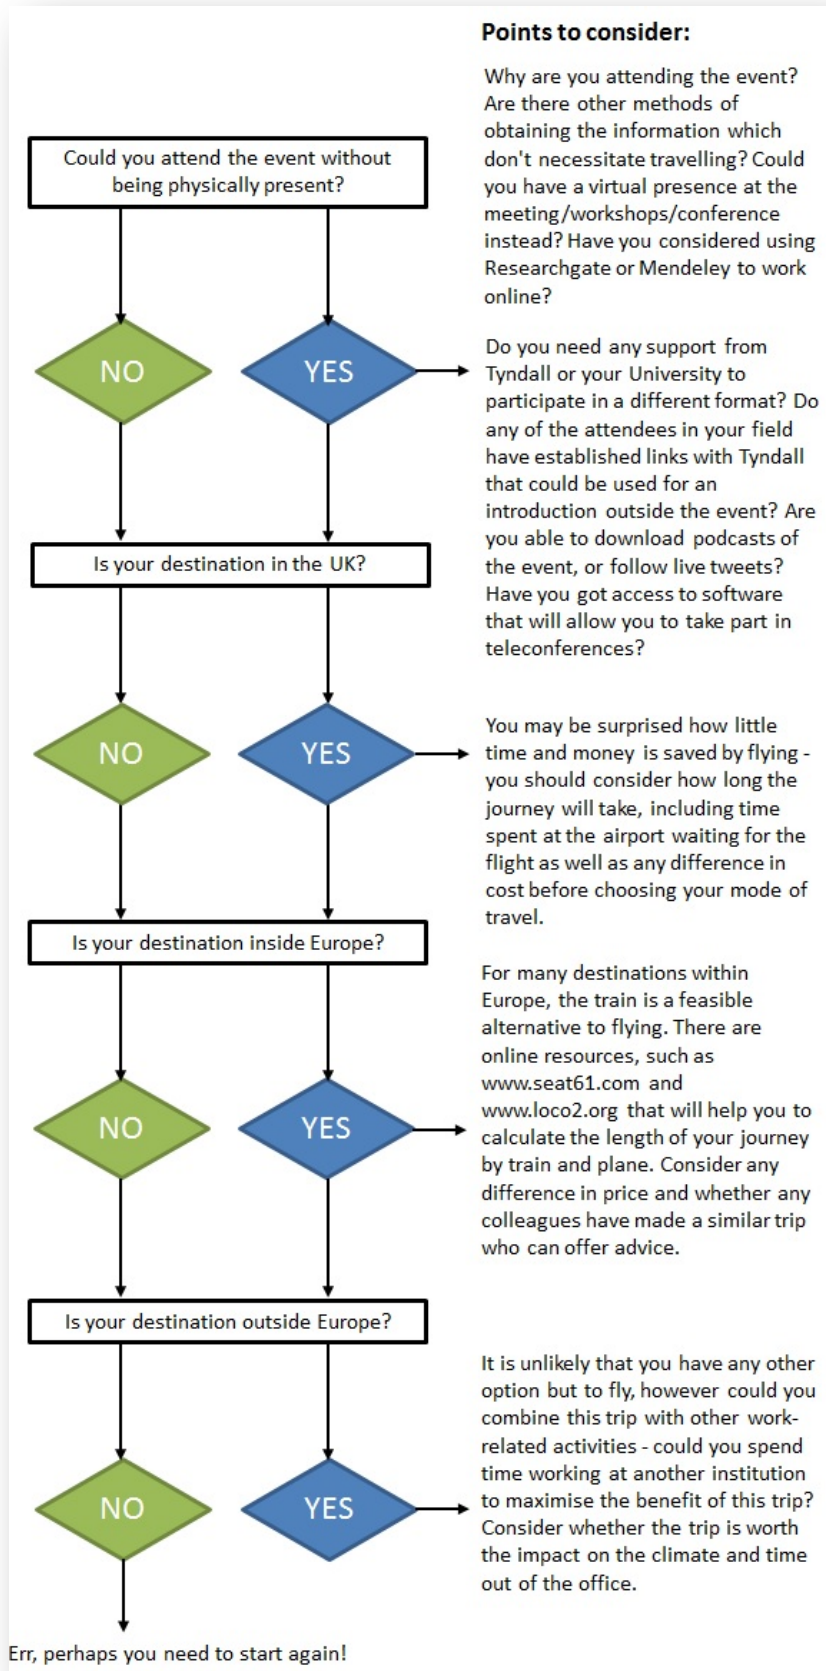 Points to consider:
Why are you attending the event?
Are there other methods of
obtaining the information which
don't necessitate travelling? Could
you have a virtual presence at the
meeting/workshops/conference
instead? Have you considered using
Researchgate or Mendeley to work
online?
Could you attend the event without
being physically present?
NO
YES
Do you need any support from
Tyndall or your University to
participate in a different format? Do
any of the attendees in your field
have established links with Tyndall
that could be used for an
introduction outside the event? Are
you able to download podcasts of
the event, or follow live tweets?
Have you got access to software
that will allow you to take part in
teleconferences?
Is your destination in the UK?
NO
YES
You may be surprised how little
time and money is saved by flying -
you should consider how long the
journey will take, including time
spent at the airport waiting for the
flight as well as any difference in
cost before choosing your mode of
travel.
Is your destination inside Europe?
NO
YES
For many destinations within
Europe, the train is a feasible
alternative to flying. There are
online resources, such as
www.seat61.com and
www.loco2.org that will help you to
calculate the length of your journey
by train and plane. Consider any
difference in price and whether any
colleagues have made a similar trip
who can offer advice.
Is your destination outside Europe?
NO
YES
It is unlikely that you have any other
option but to fly, however could you
combine this trip with other work-
related activities - could you spend
time working at another institution
to maximise the benefit of this trip?
Consider whether the trip is worth
the impact on the climate and time
out of the office.
Err, perhaps you need to start again!